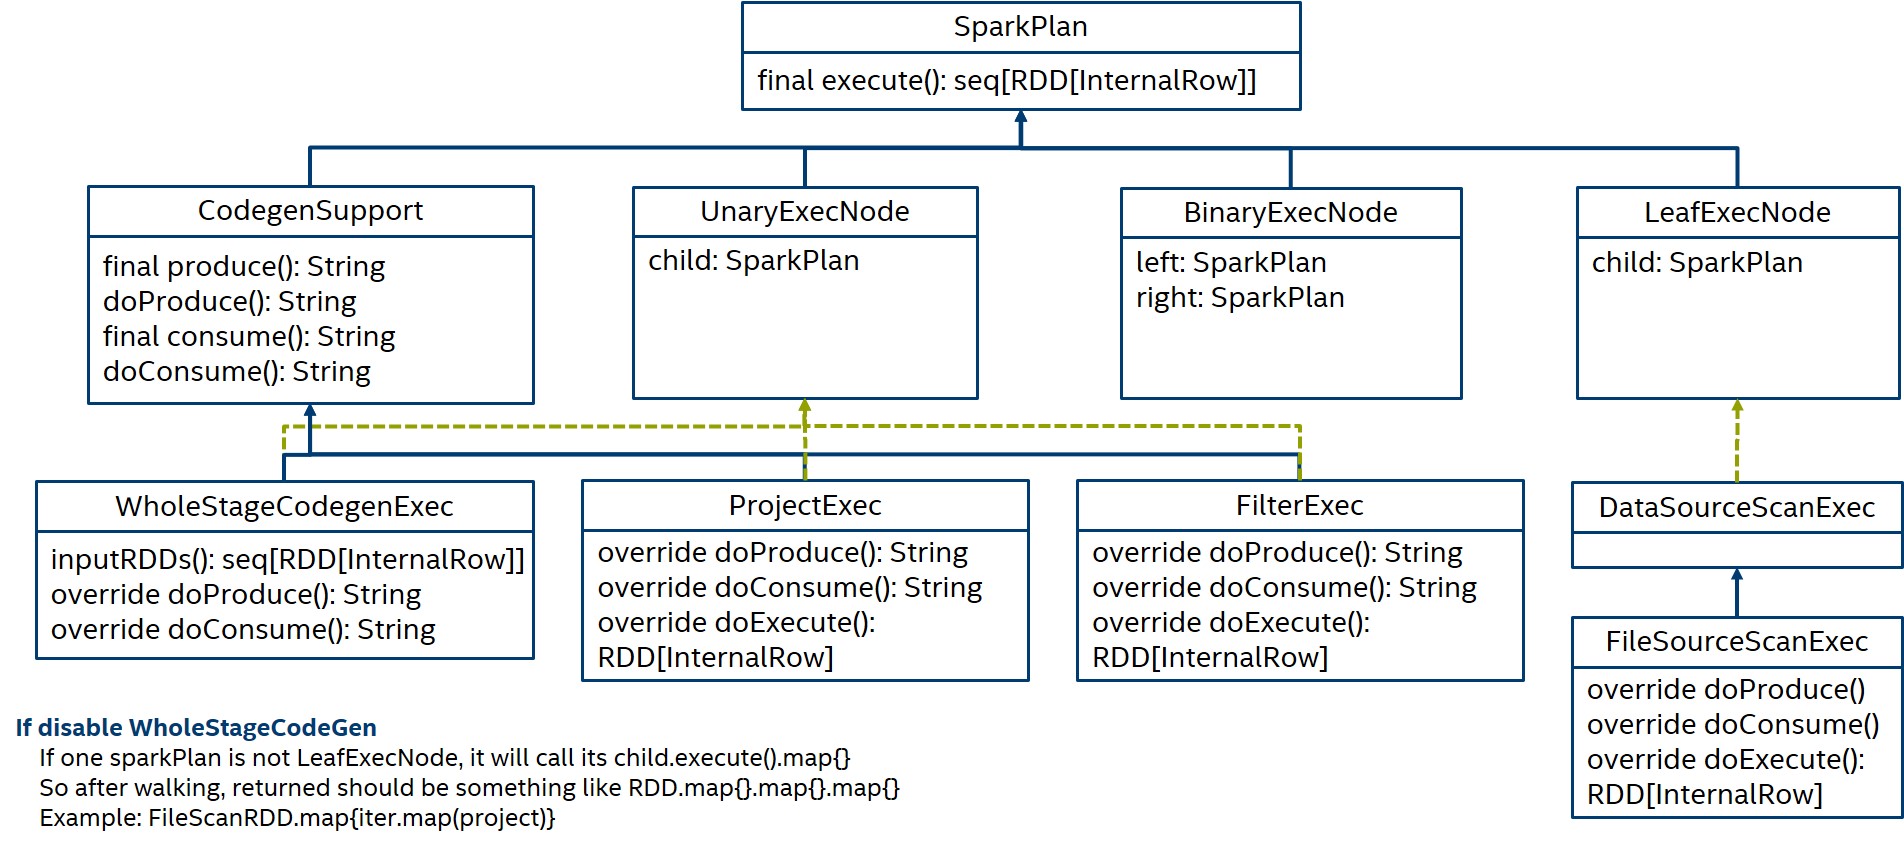 SparkPlan
final execute(): seq[RDD[InternalRow]]
CodegenSupport
final produce(): String
doProduce(): String
final consume(): String
doConsume(): String
UnaryExecNode
child: SparkPlan
BinaryExecNode
left: SparkPlan
right: SparkPlan
LeafExecNode
child: SparkPlan
WholeStageCodegenExec
inputRDDs(): seq[RDD[InternalRow]]
override doProduce(): String
override doConsume(): String
ProjectExec
override doProduce(): String
override doConsume(): String
override doExecute():
RDD[InternalRow]
FilterExec
override doProduce(): String
override doConsume(): String
override doExecute():
RDD[InternalRow]
DataSourceScanExec
FileSourceScanExec
override doProduce()
override doConsume()
override doExecute():
RDD[InternalRow]
If disable WholeStageCodeGen
If one sparkPlan is not LeafExecNode, it will call its child.execute().map{}
So after walking, returned should be something like RDD.map{}.map{}.map{}
Example: FileScanRDD.map{iter.map(project)}